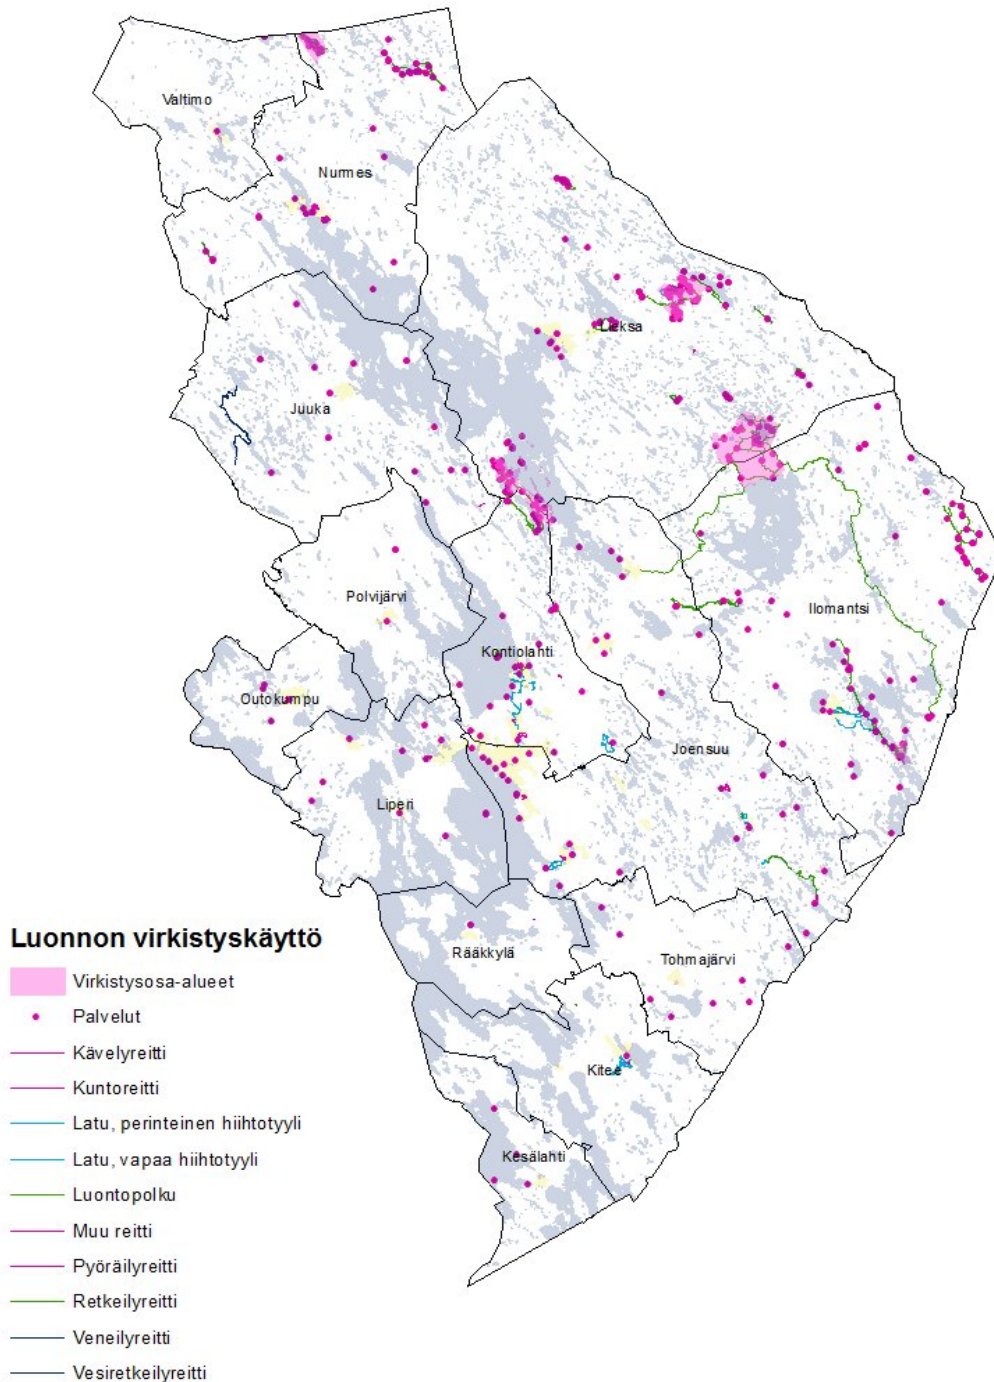 Valtimo
Nurmes
Lieksa
Juuka
Polvijärvi
Ilomantsi
Kontiolahti
Outokumpu
Joensuu
Liperi
Luonnon virkistyskäyttö
Rääkkylä
Tohmajärvi
Virkistysosa-alueet
Palvelut
Kävelyreitti
Kitee
Kuntoreitti
Latu, perinteinen hiihtotyyli
Kesälahti
Latu, vapaa hiihtotyyli
Luontopolku
Muu reitti
Pyöräilyreitti
Retkeilyreitti
Veneilyreitti
Vesiretkeilyreitti